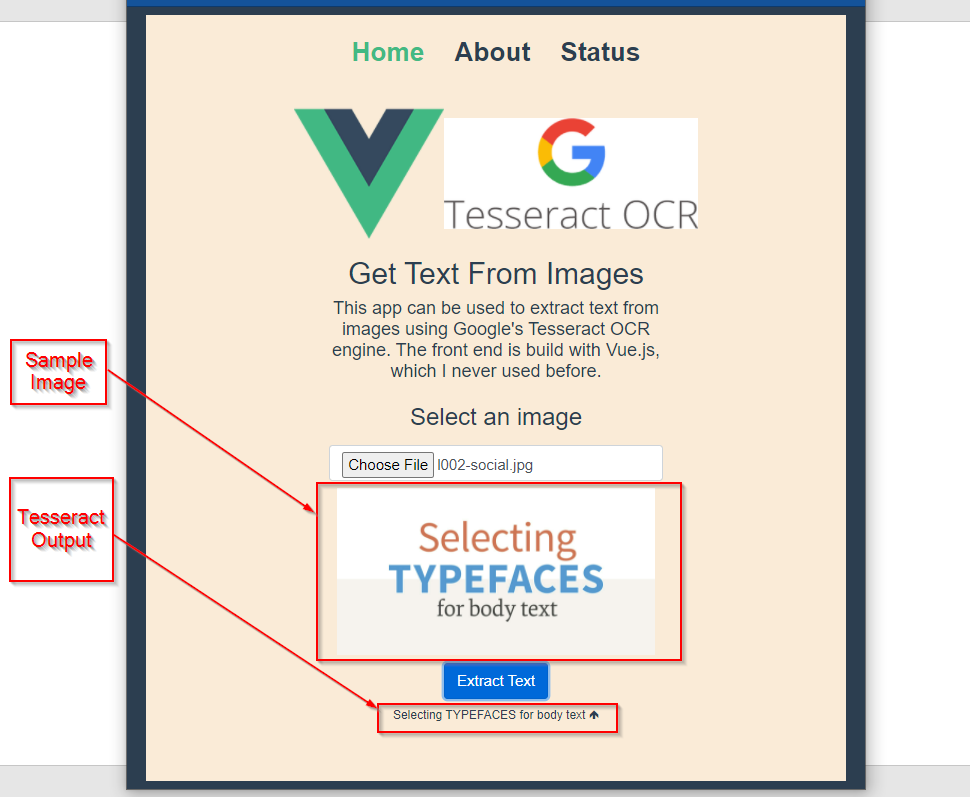 Home About Status
Tesseract OCR
Get Text From Images
This app can be used to extract text from
images using Google's Tesseract OCR
engine. The front end is build with Vue.js,
which I never used before.
Sample
Image
Select an image
Choose File l002-social.jpg
Tesseract
Output
Selecting
TYPEFACES
for body text
Extract Text
Selecting TYPEFACES for body text